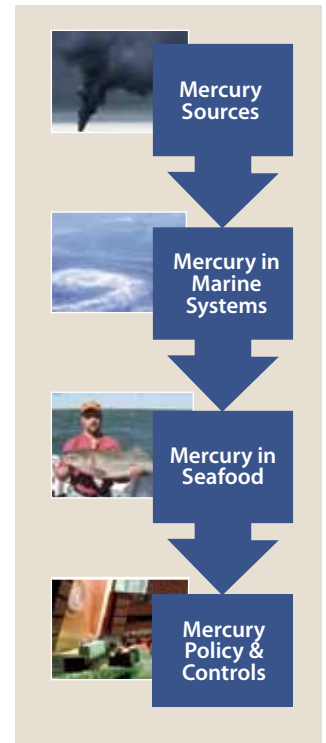 Mercury
Sources
Mercury in
Marine
Systems
Mercury in
Seafood
Mercury
Policy &
Controls